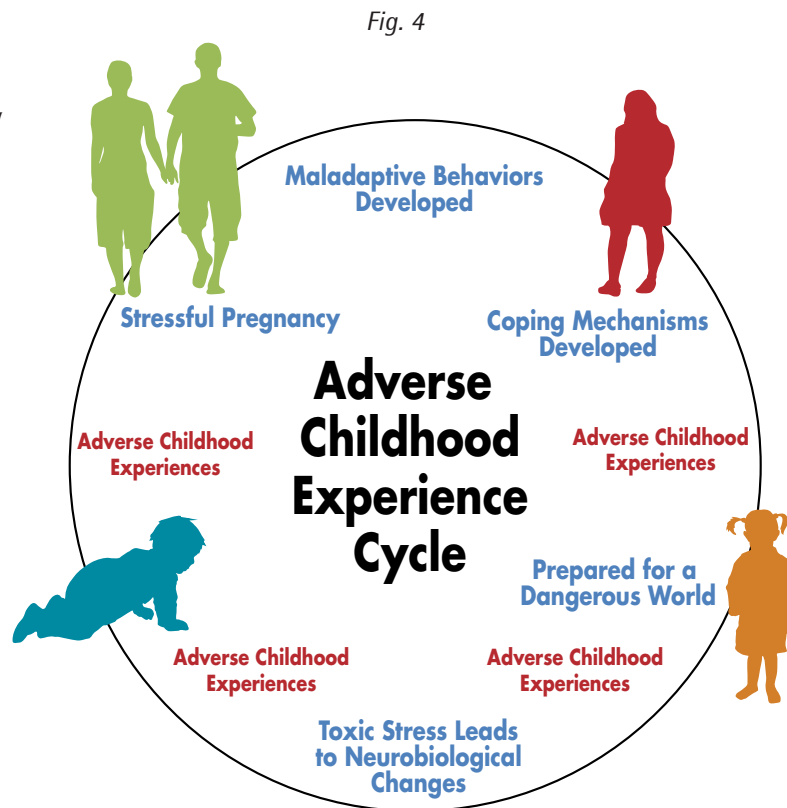 Fig. 4
Maladaptive Behaviors
Developed
Stressful Pregnancy
Coping Mechanisms
Developed
Adverse
Childhood
Experience
Cycle
Adverse Childhood
Experiences
Adverse Childhood
Experiences
Prepared for a
Dangerous World
Adverse Childhood
Experiences
Adverse Childhood
Experiences
Toxic Stress Leads
to Neurobiological
Changes